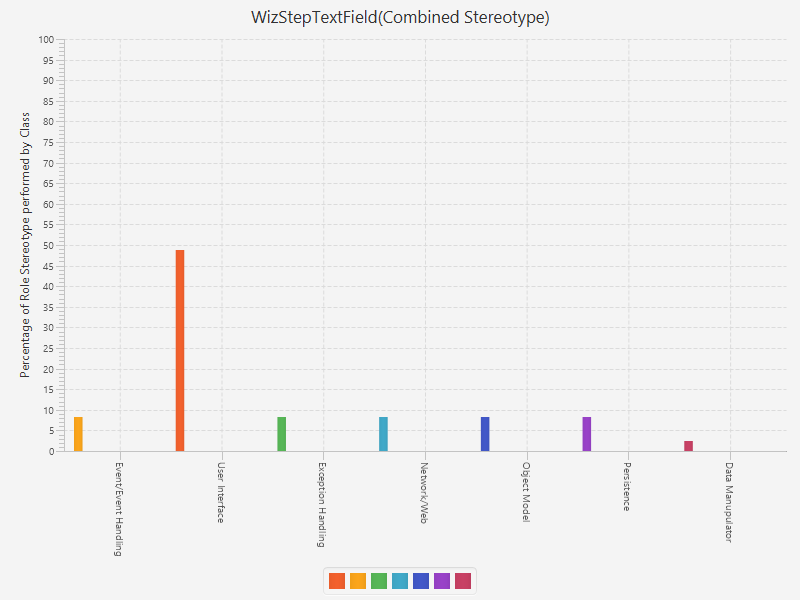 WizStepTextField(Combined Stereotype)
Percentage of Role Stereotype performed by Class
100
95
90
85
80
75
70
65
60
55
50
45
40
35
30
25
20
15
10
5
0
Event/Event Handling
User Interface
Exception Handling
Network/Web
Object Model
Persistence
Data Manupulator